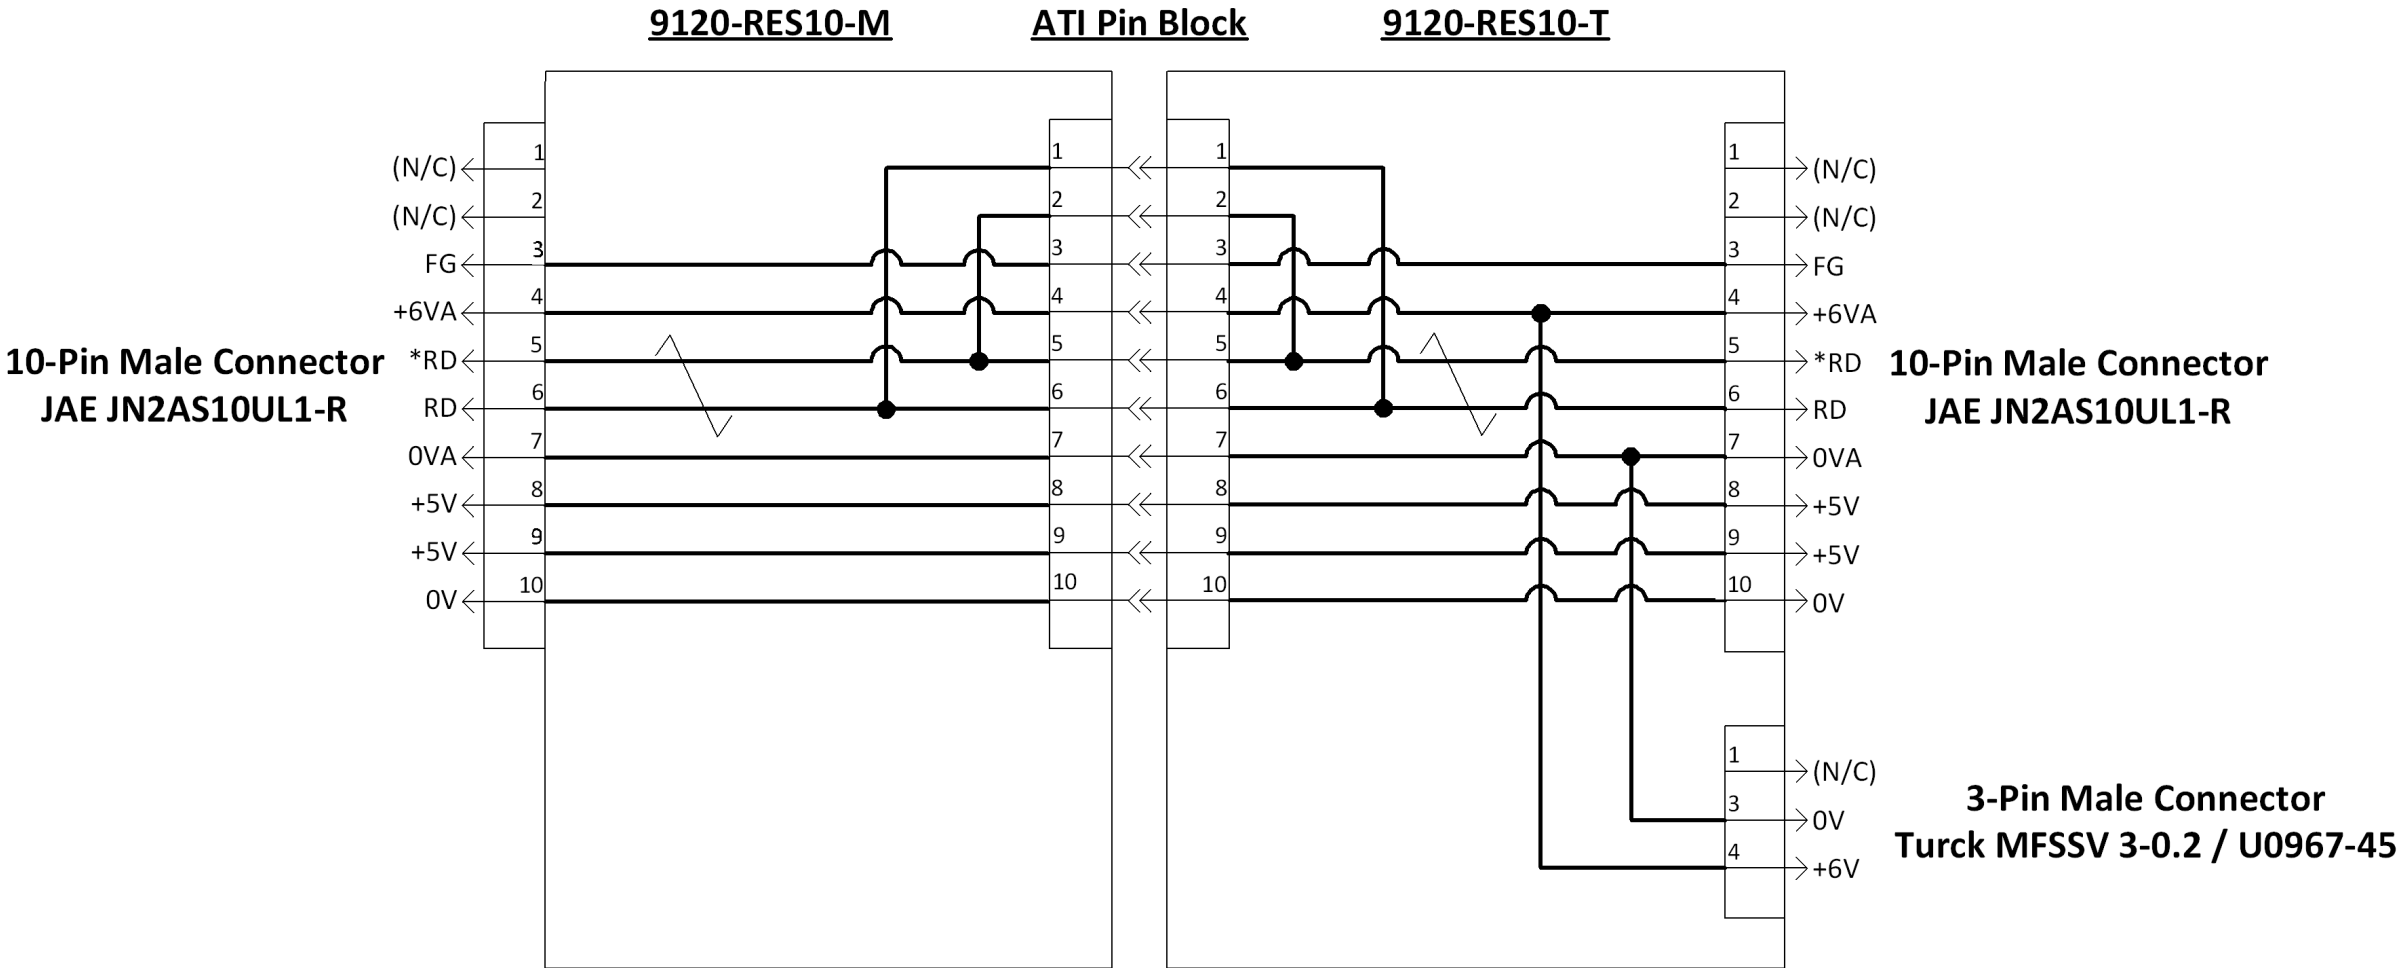 9120-RES10-M ATI Pin Block 9120-RES10-T
(N/C) 1 1 1 1 (N/C)
(N/C) 2 2 2 2 (N/C)
FG 3 3 3 3 FG
+6VA 4 4 4 4 +6VA
*RD 5 5 5 5 *RD
RD 6 6 6 6 RD
0VA 7 7 7 7 0VA
+5V 8 8 8 8 +5V
+5V 9 9 9 9 +5V
0V 10 10 10 10 0V
10-Pin Male Connector
JAE JN2AS10UL1-R
10-Pin Male Connector
JAE JN2AS10UL1-R
1 (N/C)
3 0V
4 +6V
3-Pin Male Connector
Turck MFSSV 3-0.2 / U0967-45